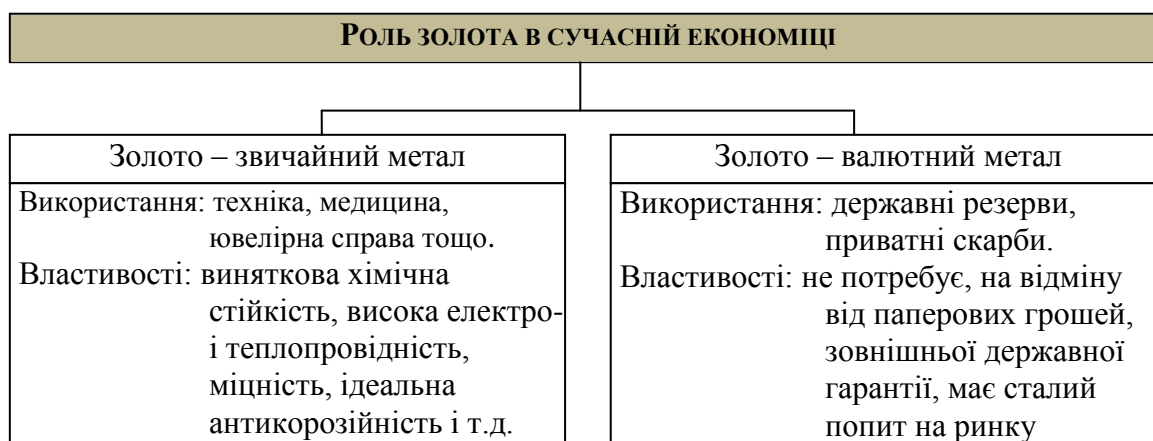 РОЛЬ ЗОЛОТА В СУЧАСНІЙ ЕКОНОМІЦІ
Золото – звичайний метал
Використання: техніка, медицина,
ювелірна справа тощо.
Властивості: виняткова хімічна
стійкість, висока електро-
і теплопровідність,
міцність, ідеальна
антикорозійність і т.д.
Золото – валютний метал
Використання: державні резерви,
приватні скарби.
Властивості: не потребує, на відміну
від паперових грошей,
зовнішньої державної
гарантії, має сталий
попит на ринку